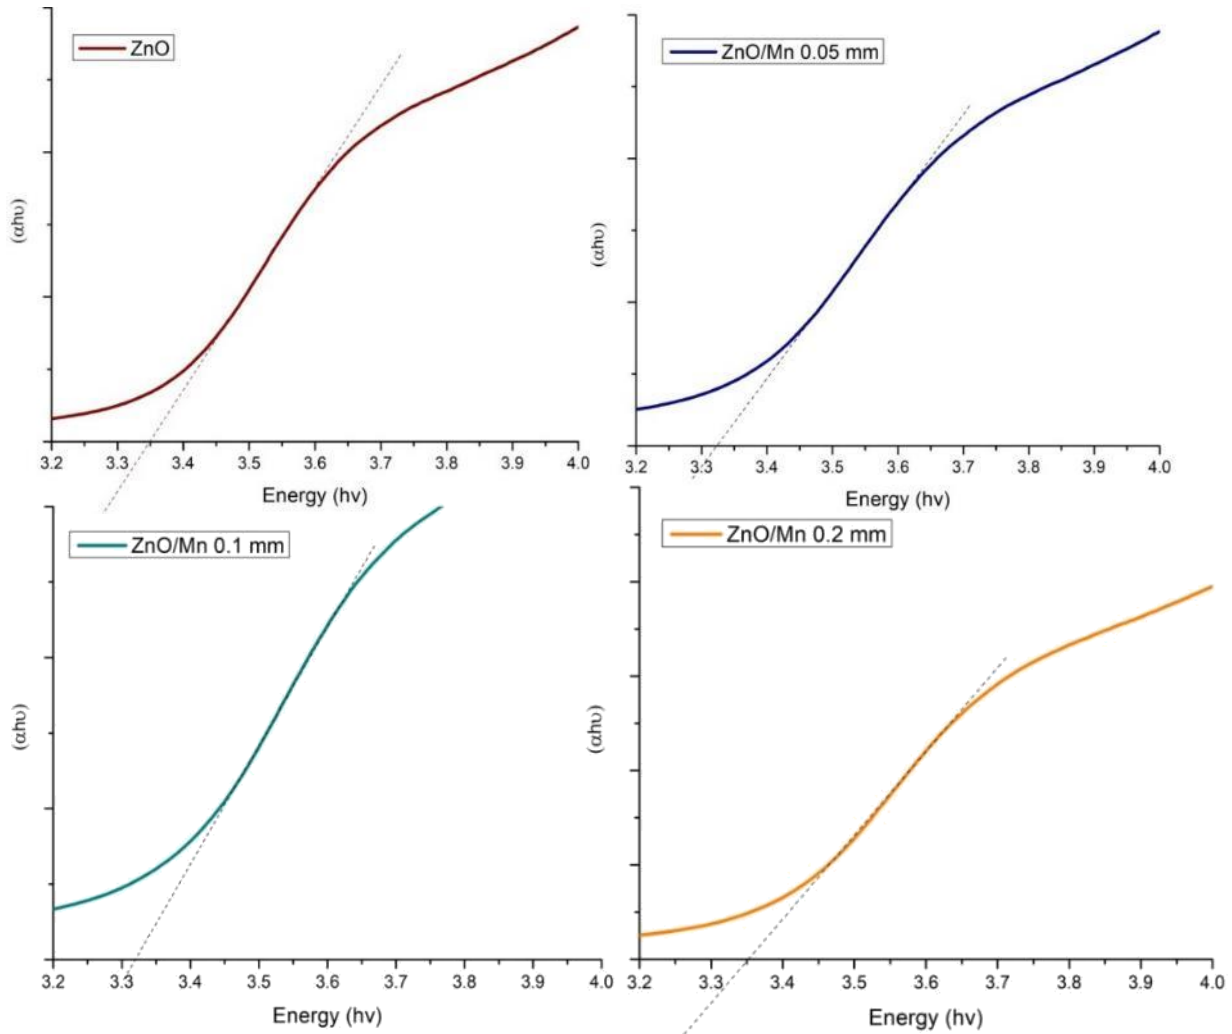 ZnO
(αhυ)
3.2 3.3 3.4 3.5 3.6 3.7 3.8 3.9 4.0
Energy (hv)
ZnO/Mn 0.05 mm
(αhυ)
3.2 3.3 3.4 3.5 3.6 3.7 3.8 3.9 4.0
Energy (hv)
ZnO/Mn 0.1 mm
(αhυ)
3.2 3.3 3.4 3.5 3.6 3.7 3.8 3.9 4.0
Energy (hv)
ZnO/Mn 0.2 mm
(αhυ)
3.2 3.3 3.4 3.5 3.6 3.7 3.8 3.9 4.0
Energy (hv)